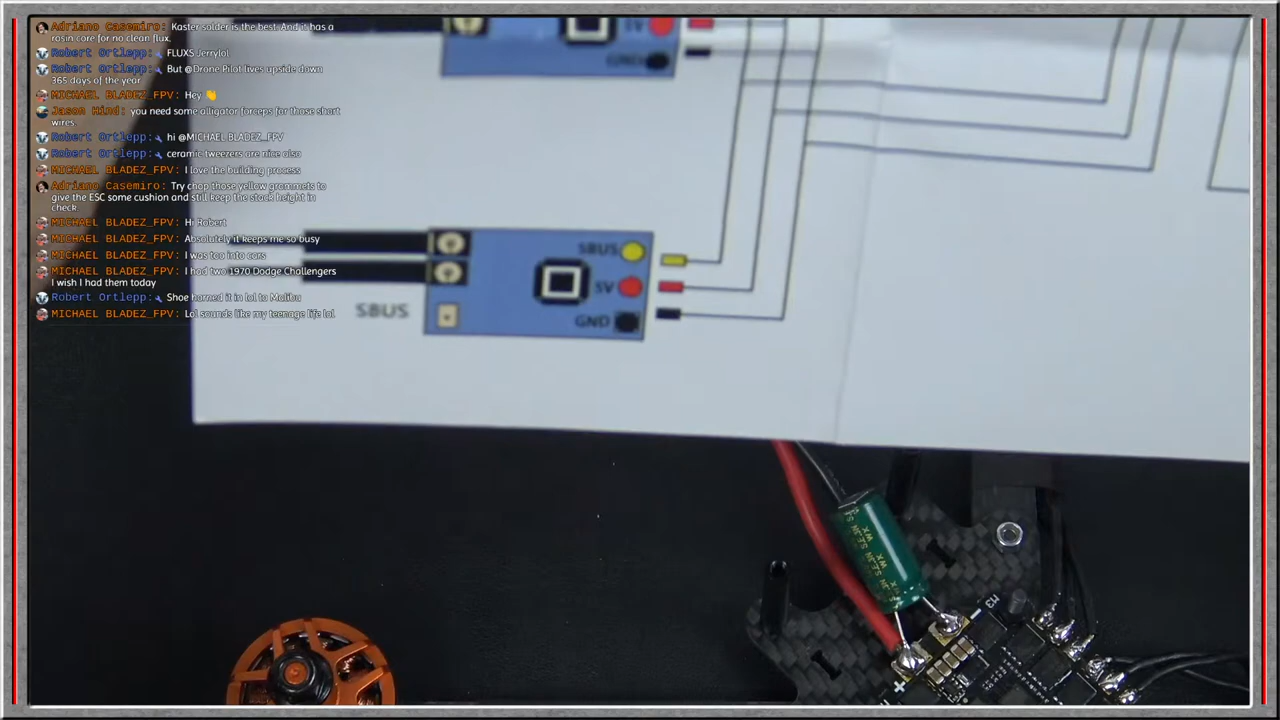 Adriano Casemiro: Kaster solder is the best. And it has a
rosin core for no clean flux.
Robert Ortlepp: FLUXS Jerrylol
Robert Ortlepp: But @Drone Pilot lives upside down
365 days of the year
MICHAEL BLADEZ_FPV: Hey 👋
Jason Hind: you need some alligator forceps for those short
wires.
Robert Ortlepp: hi @MICHAEL BLADEZ_FPV
Robert Ortlepp: ceramic tweezers are nice also
MICHAEL BLADEZ_FPV: I love the building process
Adriano Casemiro: Try chop those yellow grommets to
give the ESC some cushion and still keep the stack height in
check.
MICHAEL BLADEZ_FPV: Hi Robert
MICHAEL BLADEZ_FPV: Absolutely it keeps me so busy
MICHAEL BLADEZ_FPV: I was too into cars
MICHAEL BLADEZ_FPV: I had two 1970 Dodge Challengers
I wish I had them today
Robert Ortlepp: Shoe horned it in lol to Malibu
MICHAEL BLADEZ_FPV: Lol sounds like my teenage life lol
5V
GND
SBUS
5V
GND
SBUS
M3
+